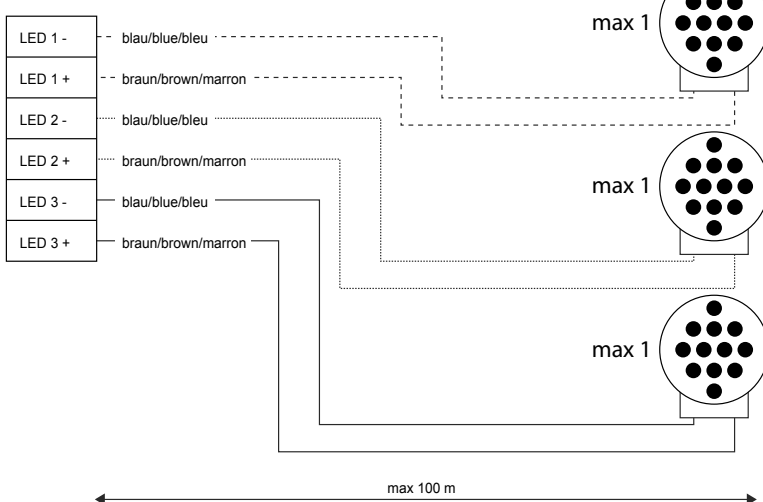 max 1
LED 1 - blau/blue/bleu
LED 1 + braun/brown/marron
LED 2 - blau/blue/bleu
LED 2 + braun/brown/marron
max 1
LED 3 - blau/blue/bleu
LED 3 + braun/brown/marron
max 1
max 100 m